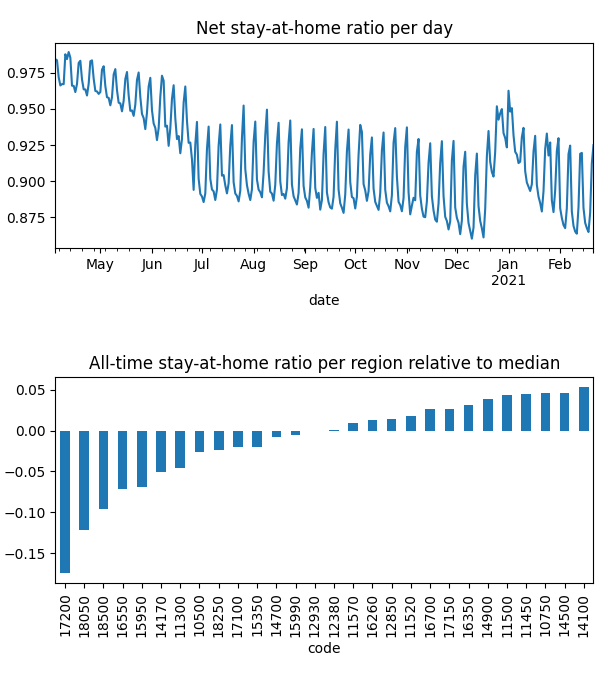 Net stay-at-home ratio per day
0.975
0.950
0.925
0.900
0.875
May Jun Jul Aug Sep Oct Nov Dec Jan Feb
2021
date
All-time stay-at-home ratio per region relative to median
0.05
0.00
−0.05
−0.10
−0.15
17200 18050 18500 16550 15950 14170 11300 10500 18250 17100 15350 14700 15990 12930 12380 11570 16260 12850 11520 16700 17150 16350 14900 11500 11450 10750 14500 14100
code